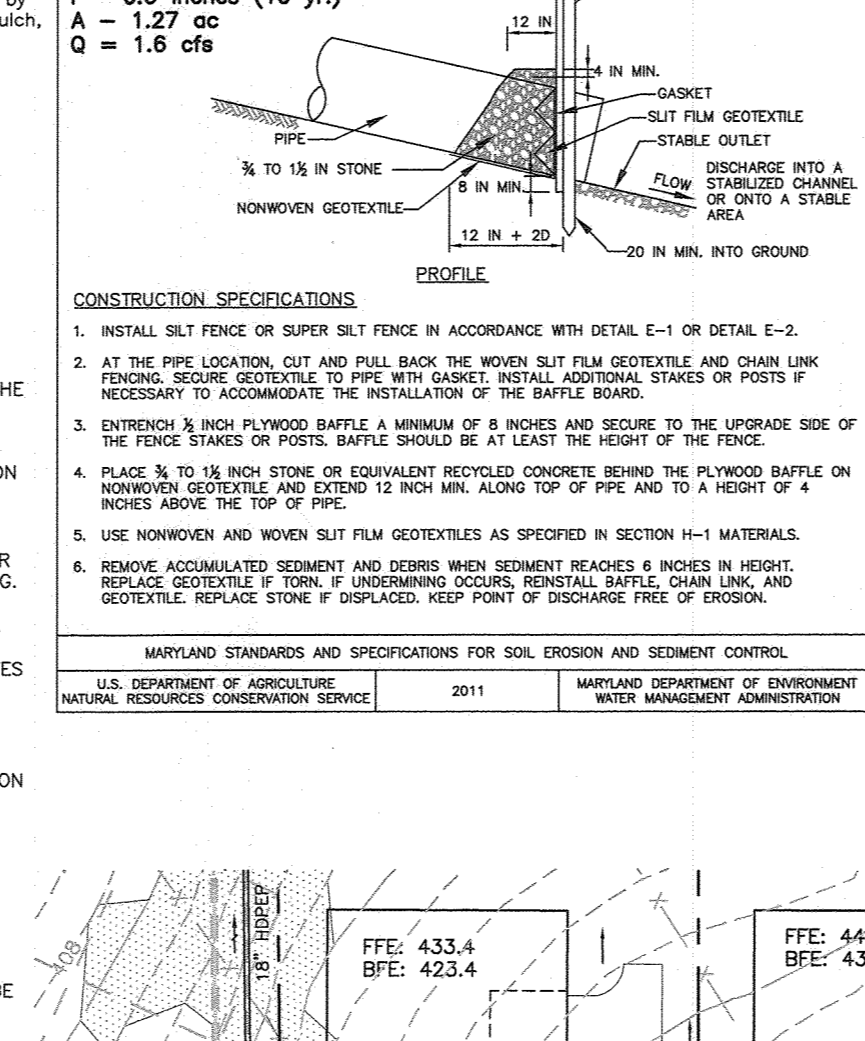 by
ulch,
A - 1.27 ac
Q = 1.6 cfs
12 IN
4 IN MIN.
GASKET
SLIT FILM GEOTEXTILE
STABLE OUTLET
PIPE
¾ TO 1½ IN STONE
NONWOVEN GEOTEXTILE
8 IN MIN.
FLOW
DISCHARGE INTO A
STABILIZED CHANNEL
OR ONTO A STABLE
AREA
12 IN + 2D
20 IN MIN. INTO GROUND
PROFILE
CONSTRUCTION SPECIFICATIONS
1. INSTALL SILT FENCE OR SUPER SILT FENCE IN ACCORDANCE WITH DETAIL E-1 OR DETAIL E-2.
2. AT THE PIPE LOCATION, CUT AND PULL BACK THE WOVEN SLIT FILM GEOTEXTILE AND CHAIN LINK
FENCING. SECURE GEOTEXTILE TO PIPE WITH GASKET. INSTALL ADDITIONAL STAKES OR POSTS IF
NECESSARY TO ACCOMMODATE THE INSTALLATION OF THE BAFFLE BOARD.
3. ENTRENCH ½ INCH PLYWOOD BAFFLE A MINIMUM OF 8 INCHES AND SECURE TO THE UPGRADE SIDE OF
THE FENCE STAKES OR POSTS. BAFFLE SHOULD BE AT LEAST THE HEIGHT OF THE FENCE.
4. PLACE ¾ TO 1½ INCH STONE OR EQUIVALENT RECYCLED CONCRETE BEHIND THE PLYWOOD BAFFLE ON
NONWOVEN GEOTEXTILE AND EXTEND 12 INCH MIN. ALONG TOP OF PIPE AND TO A HEIGHT OF 4
INCHES ABOVE THE TOP OF PIPE.
5. USE NONWOVEN AND WOVEN SLIT FILM GEOTEXTILES AS SPECIFIED IN SECTION H-1 MATERIALS.
6. REMOVE ACCUMULATED SEDIMENT AND DEBRIS WHEN SEDIMENT REACHES 6 INCHES IN HEIGHT.
REPLACE GEOTEXTILE IF TORN. IF UNDERMINING OCCURS, REINSTALL BAFFLE, CHAIN LINK, AND
GEOTEXTILE. REPLACE STONE IF DISPLACED. KEEP POINT OF DISCHARGE FREE OF EROSION.
HE
ON
R
G.
ES
ON
BE
MARYLAND STANDARDS AND SPECIFICATIONS FOR SOIL EROSION AND SEDIMENT CONTROL
U.S. DEPARTMENT OF AGRICULTURE
NATURAL RESOURCES CONSERVATION SERVICE
2011
MARYLAND DEPARTMENT OF ENVIRONMENT
WATER MANAGEMENT ADMINISTRATION
408
18" HDPEP
FFE: 433.4
BFE: 423.4
FFE: 44
BFE: 43